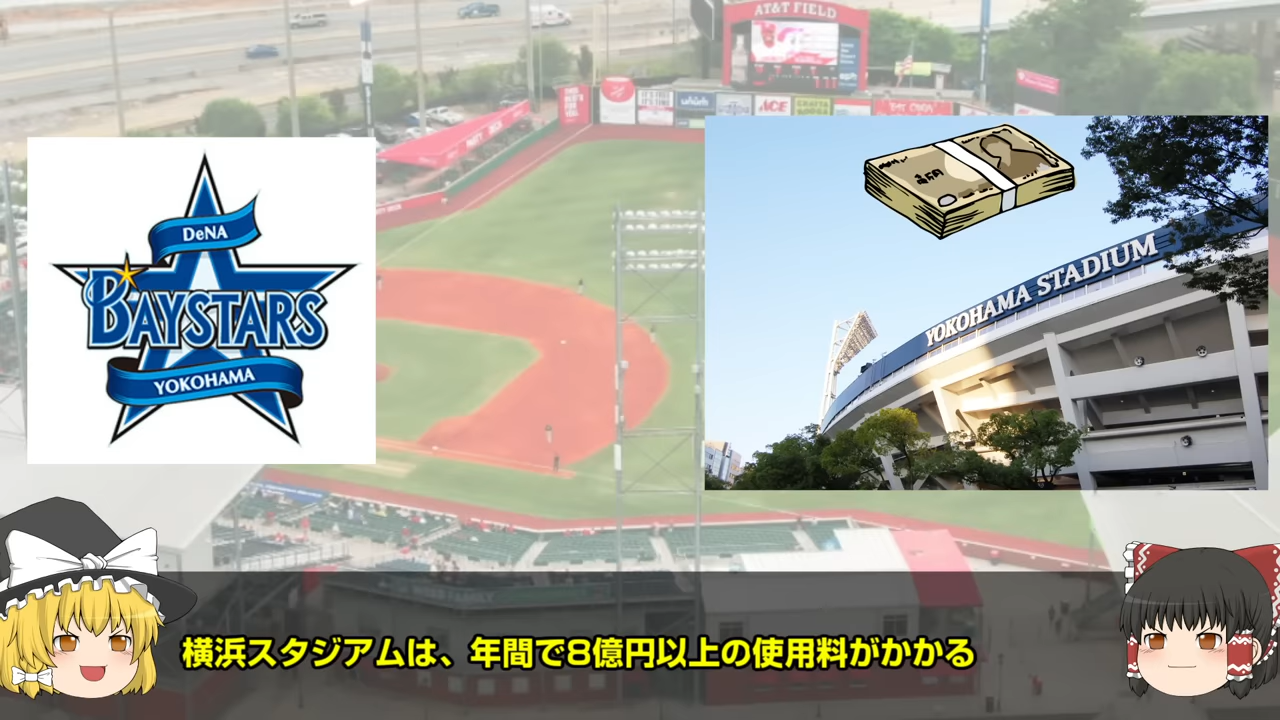 AT&T FIELD
ACE
DeNA
BAYSTARS
YOKOHAMA
YOKOHAMA STADIUM
横浜スタジアムは、年間で8億円以上の使用料がかかる